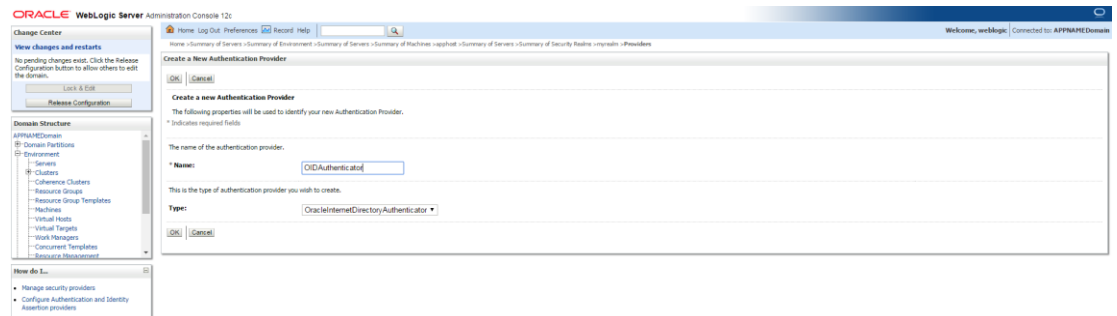 ORACLE WebLogic Server Administration Console 12c
Change Center
View changes and restarts
No pending changes exist. Click the Release
Configuration button to allow others to edit
the domain.
Lock & Edit
Release Configuration
Domain Structure
APPNAMEDomain
Domain Partitions
Environment
Servers
Clusters
Coherence Clusters
Resource Groups
Resource Group Templates
Machines
Virtual Hosts
Virtual Targets
Work Managers
Concurrent Templates
Resource Management
How do I...
Manage security providers
Configure Authentication and Identity
Assertion providers
Home Log Out Preferences Record Help
Welcome, weblogic Connected to: APPNAMEDomain
Home >Summary of Servers >Summary of Environment >Summary of Servers >Summary of Machines >apphost >Summary of Servers >Summary of Security Realms >myrealm >Providers
Create a New Authentication Provider
OK Cancel
Create a new Authentication Provider
The following properties will be used to identify your new Authentication Provider.
* Indicates required fields
The name of the authentication provider.
* Name: OIDAuthenticator
This is the type of authentication provider you wish to create.
Type: OracleInternetDirectoryAuthenticator
OK Cancel